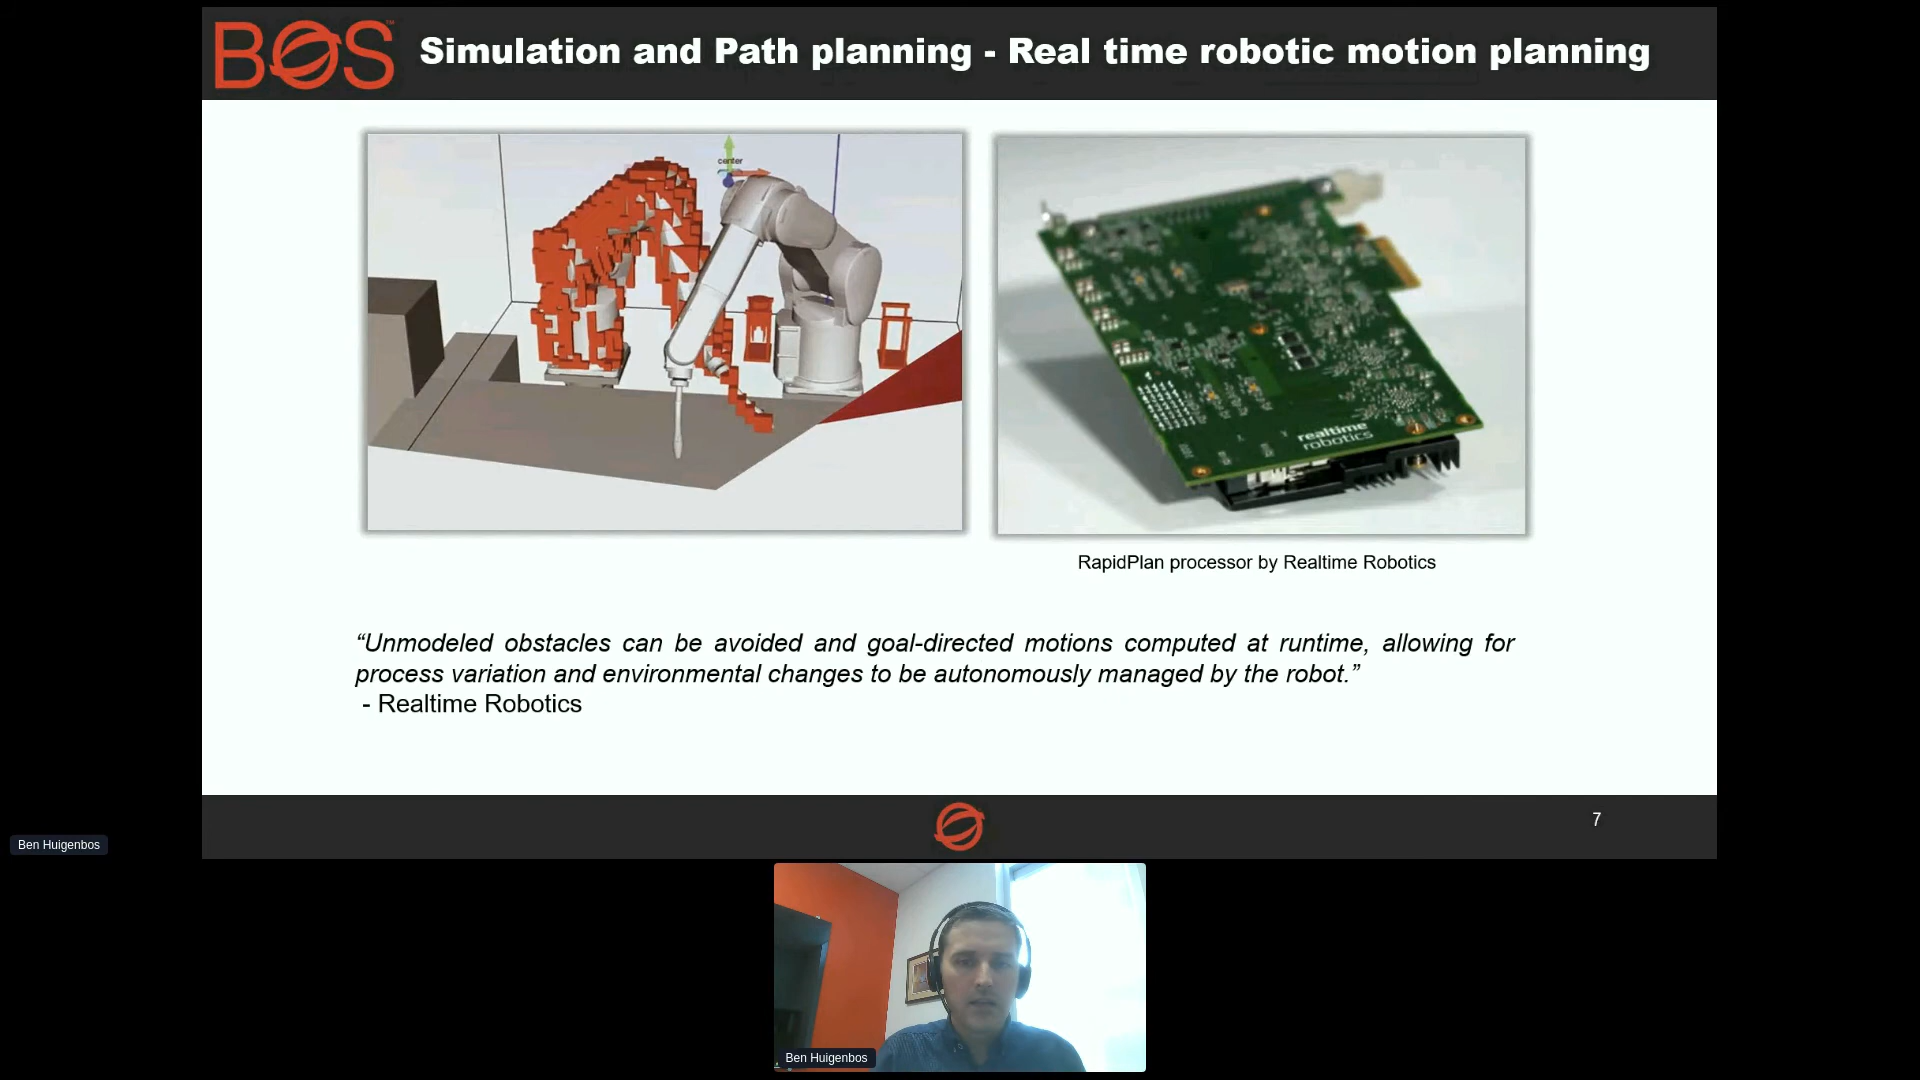 BOS™
Simulation and Path planning - Real time robotic motion planning
center
realtime
robotics
RapidPlan processor by Realtime Robotics
“Unmodeled obstacles can be avoided and goal-directed motions computed at runtime, allowing for
process variation and environmental changes to be autonomously managed by the robot.”
- Realtime Robotics
7
Ben Huigenbos
Ben Huigenbos